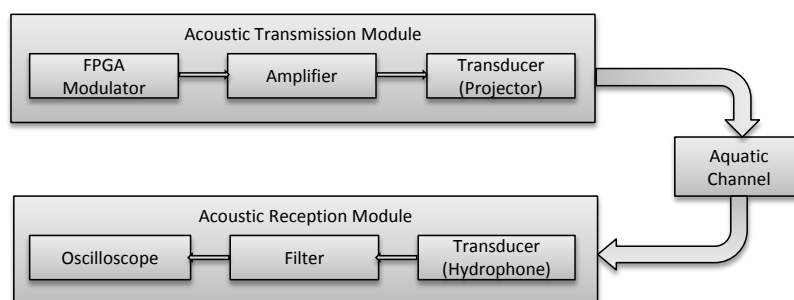 Acoustic Transmission Module
FPGA
Modulator
Amplifier
Transducer
(Projector)
Aquatic
Channel
Acoustic Reception Module
Oscilloscope
Filter
Transducer
(Hydrophone)